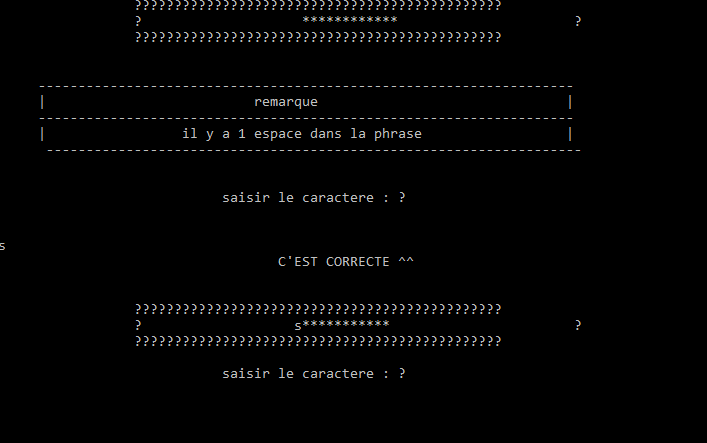 ??????????????????????????????????????????????
? ************ ?
??????????????????????????????????????????????
-------------------------------------------------------------------
| remarque |
-------------------------------------------------------------------
| il y a 1 espace dans la phrase |
-------------------------------------------------------------------
saisir le caractere : ?
s
C'EST CORRECTE ^^
??????????????????????????????????????????????
? s*********** ?
??????????????????????????????????????????????
saisir le caractere : ?